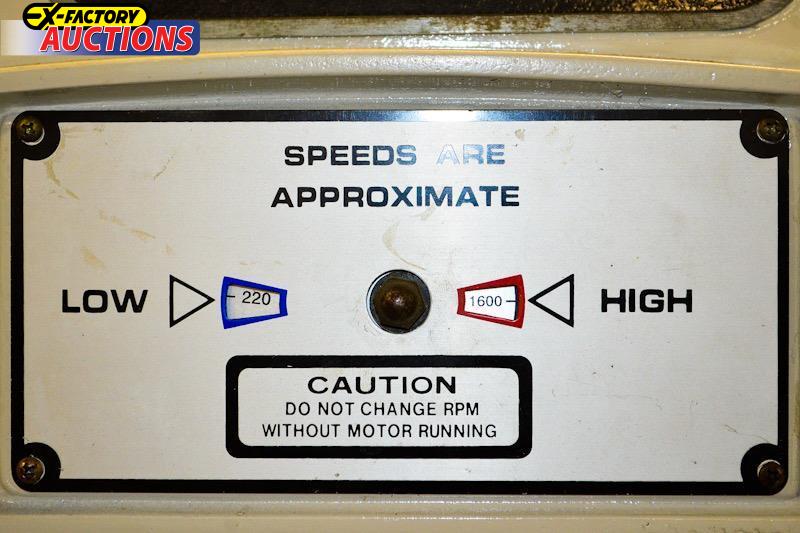 EX-FACTORY
AUCTIONS
SPEEDS ARE
APPROXIMATE
LOW 220 1600 HIGH
CAUTION
DO NOT CHANGE RPM
WITHOUT MOTOR RUNNING